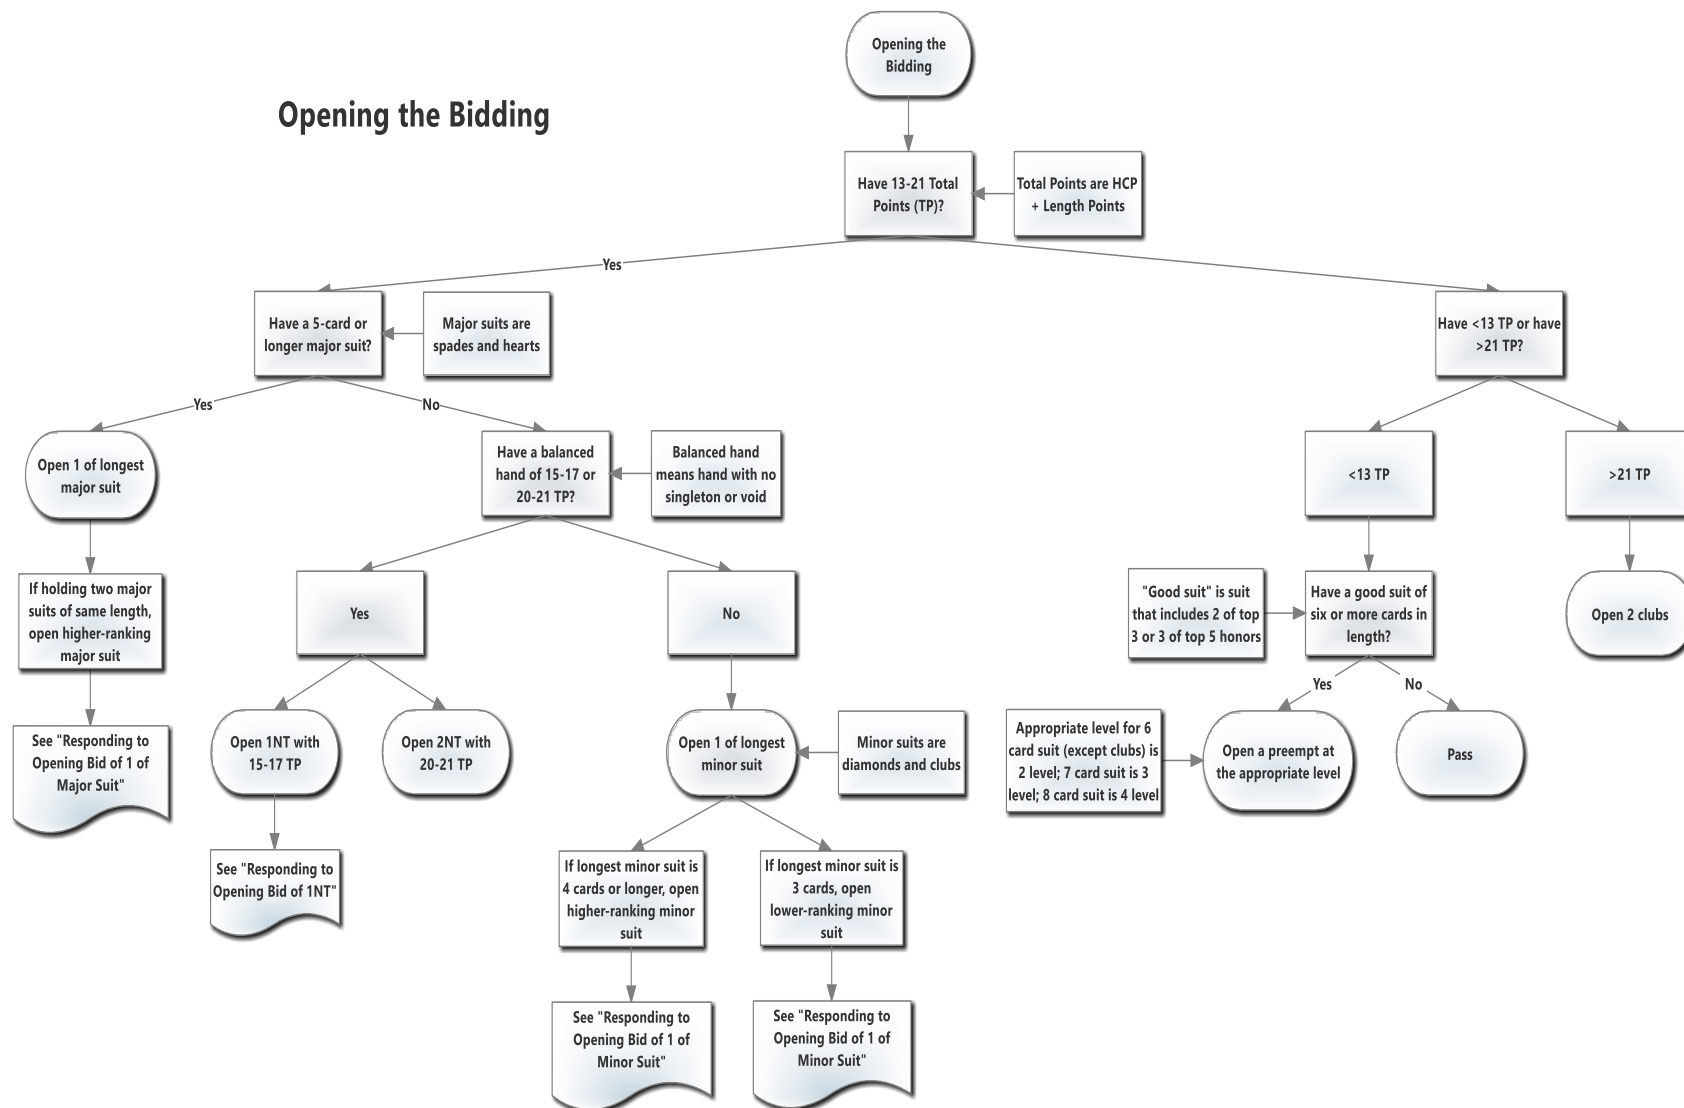 Opening the
Bidding
Opening the Bidding
Have 13-21 Total
Points (TP)?
Total Points are HCP
+ Length Points
Yes
Have a 5-card or
longer major suit?
Major suits are
spades and hearts
Have <13 TP or have
>21 TP?
Yes
No
Open 1 of longest
major suit
Have a balanced
hand of 15-17 or
20-21 TP?
Balanced hand
means hand with no
singleton or void
<13 TP
>21 TP
If holding two major
suits of same length,
open higher-ranking
major suit
Yes
No
"Good suit" is suit
that includes 2 of top
3 or 3 of top 5 honors
Have a good suit of
six or more cards in
length?
Open 2 clubs
Yes
No
See "Responding to
Opening Bid of 1 of
Major Suit"
Open 1NT with
15-17 TP
Open 2NT with
20-21 TP
Open 1 of longest
minor suit
Minor suits are
diamonds and clubs
Appropriate level for 6
card suit (except clubs) is
2 level; 7 card suit is 3
level; 8 card suit is 4 level
Open a preempt at
the appropriate level
Pass
See "Responding to
Opening Bid of 1NT"
If longest minor suit is
4 cards or longer, open
higher-ranking minor
suit
If longest minor suit is
3 cards, open
lower-ranking minor
suit
See "Responding to
Opening Bid of 1 of
Minor Suit"
See "Responding to
Opening Bid of 1 of
Minor Suit"